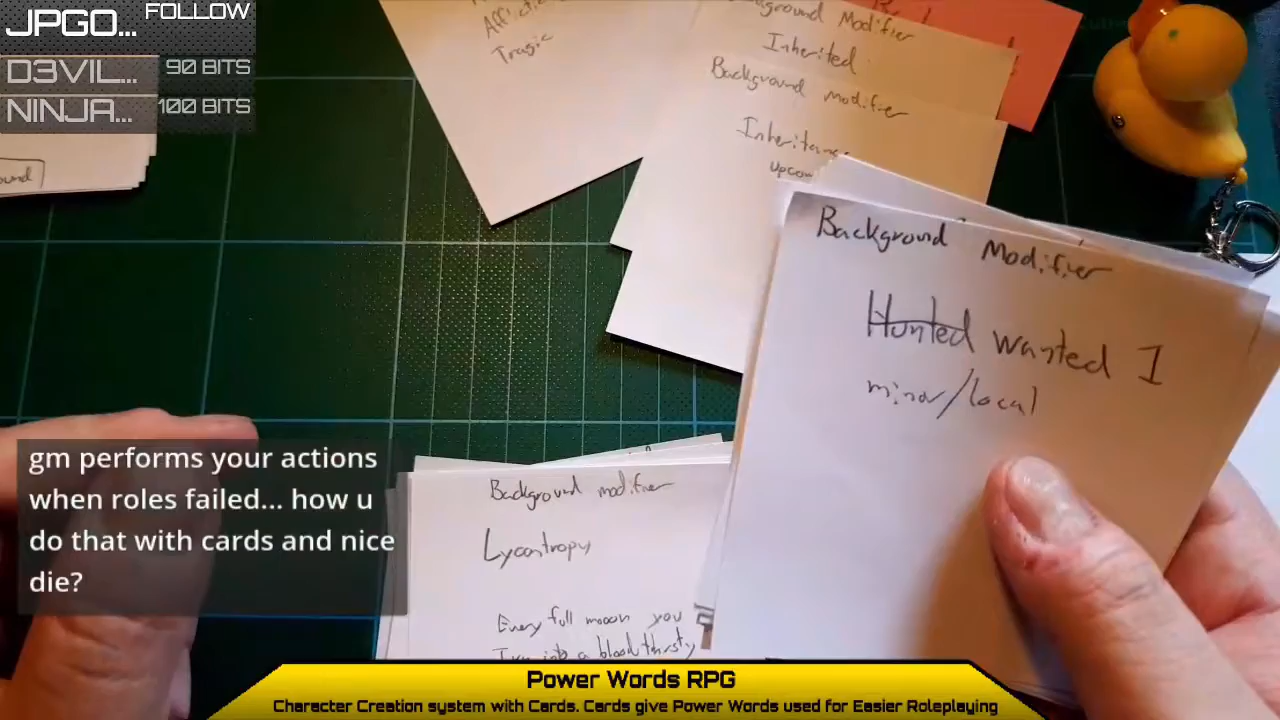 JPGO...
FOLLOW
D3VIL...
90 BITS
NINJA...
100 BITS
Tragic
Background Modifier
Inherited
Background Modifier
Background Modifier
Hunted Wanted I
minor/local
gm performs your actions
when roles failed... how u
do that with cards and nice
die?
Background modifier
Lycantropy
Every full moon you
a bloodthirsty
Power Words RPG
Character Creation system with Cards. Cards give Power Words used for Easier Roleplaying